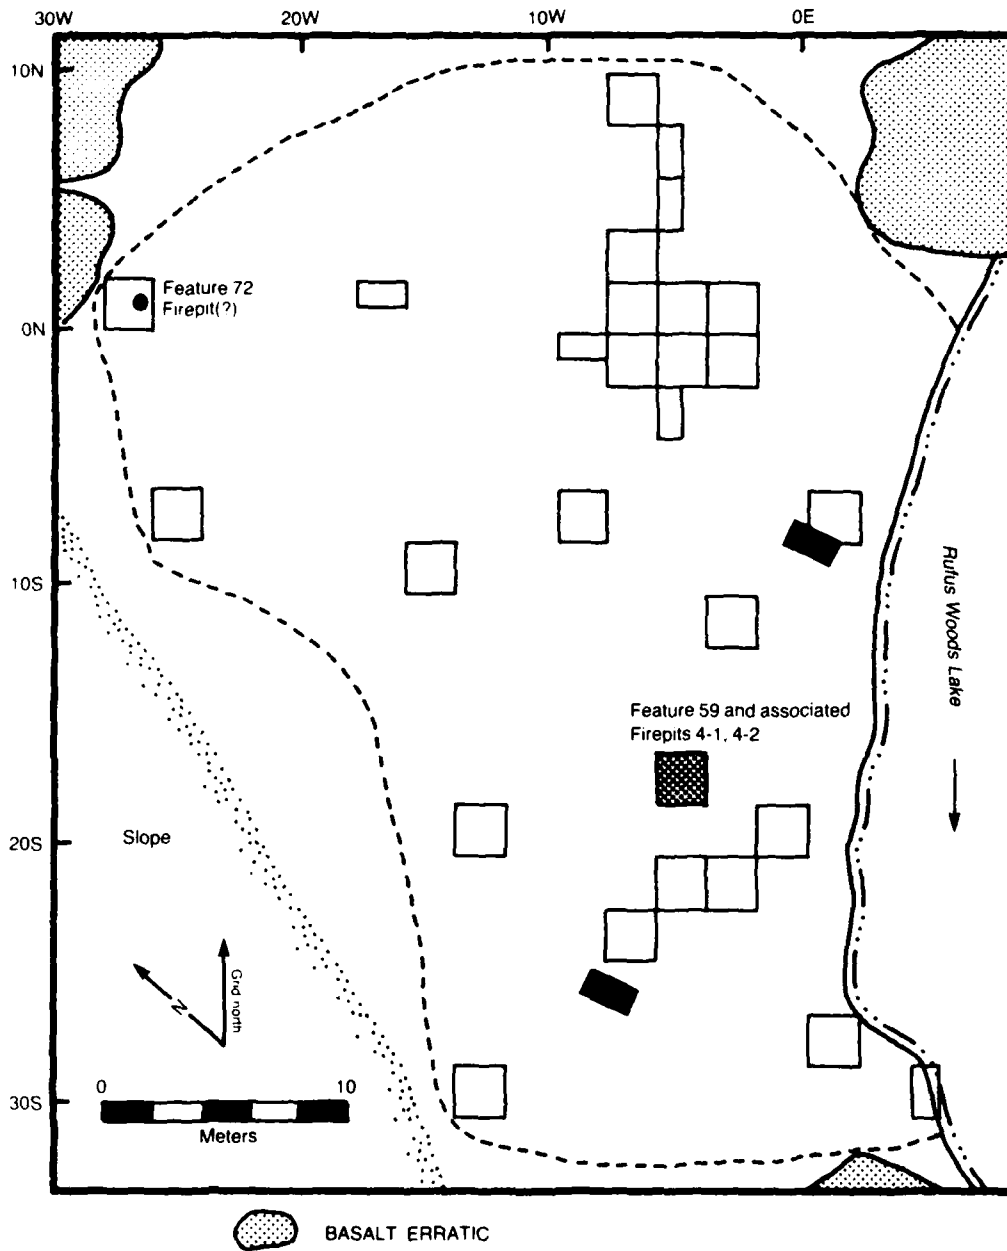 30W 20W 10W 0E
10N
Feature 72
Firepit(?)
0N
10S
Rufus Woods Lake
Feature 59 and associated
Firepits 4-1, 4-2
20S
Slope
N
Grid north
0 10
30S
Meters
BASALT ERRATIC